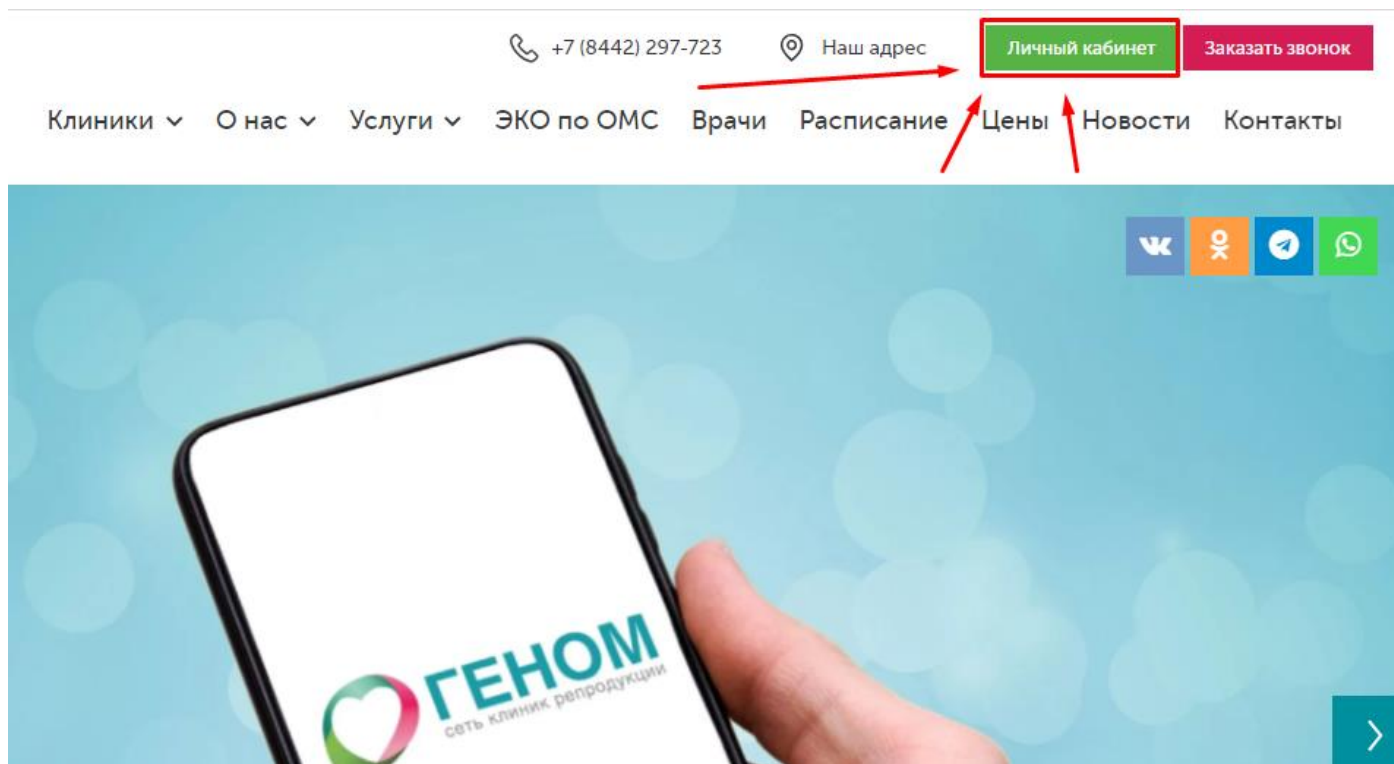 +7 (8442) 297-723 Наш адрес Личный кабинет Заказать звонок
Клиники О нас Услуги ЭКО по ОМС Врачи Расписание Цены Новости Контакты
ГЕНОМ
сеть клиник репродукции